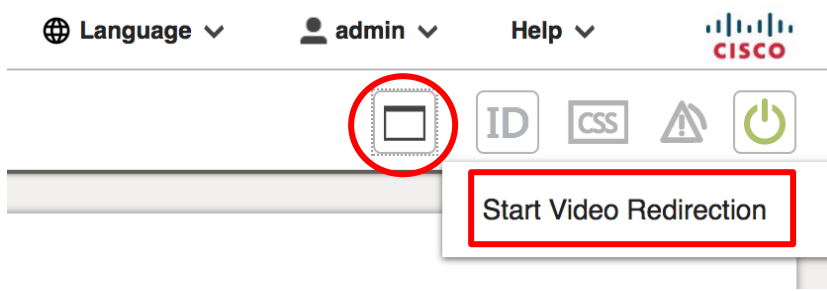 Language admin Help CISCO
ID CSS
Start Video Redirection